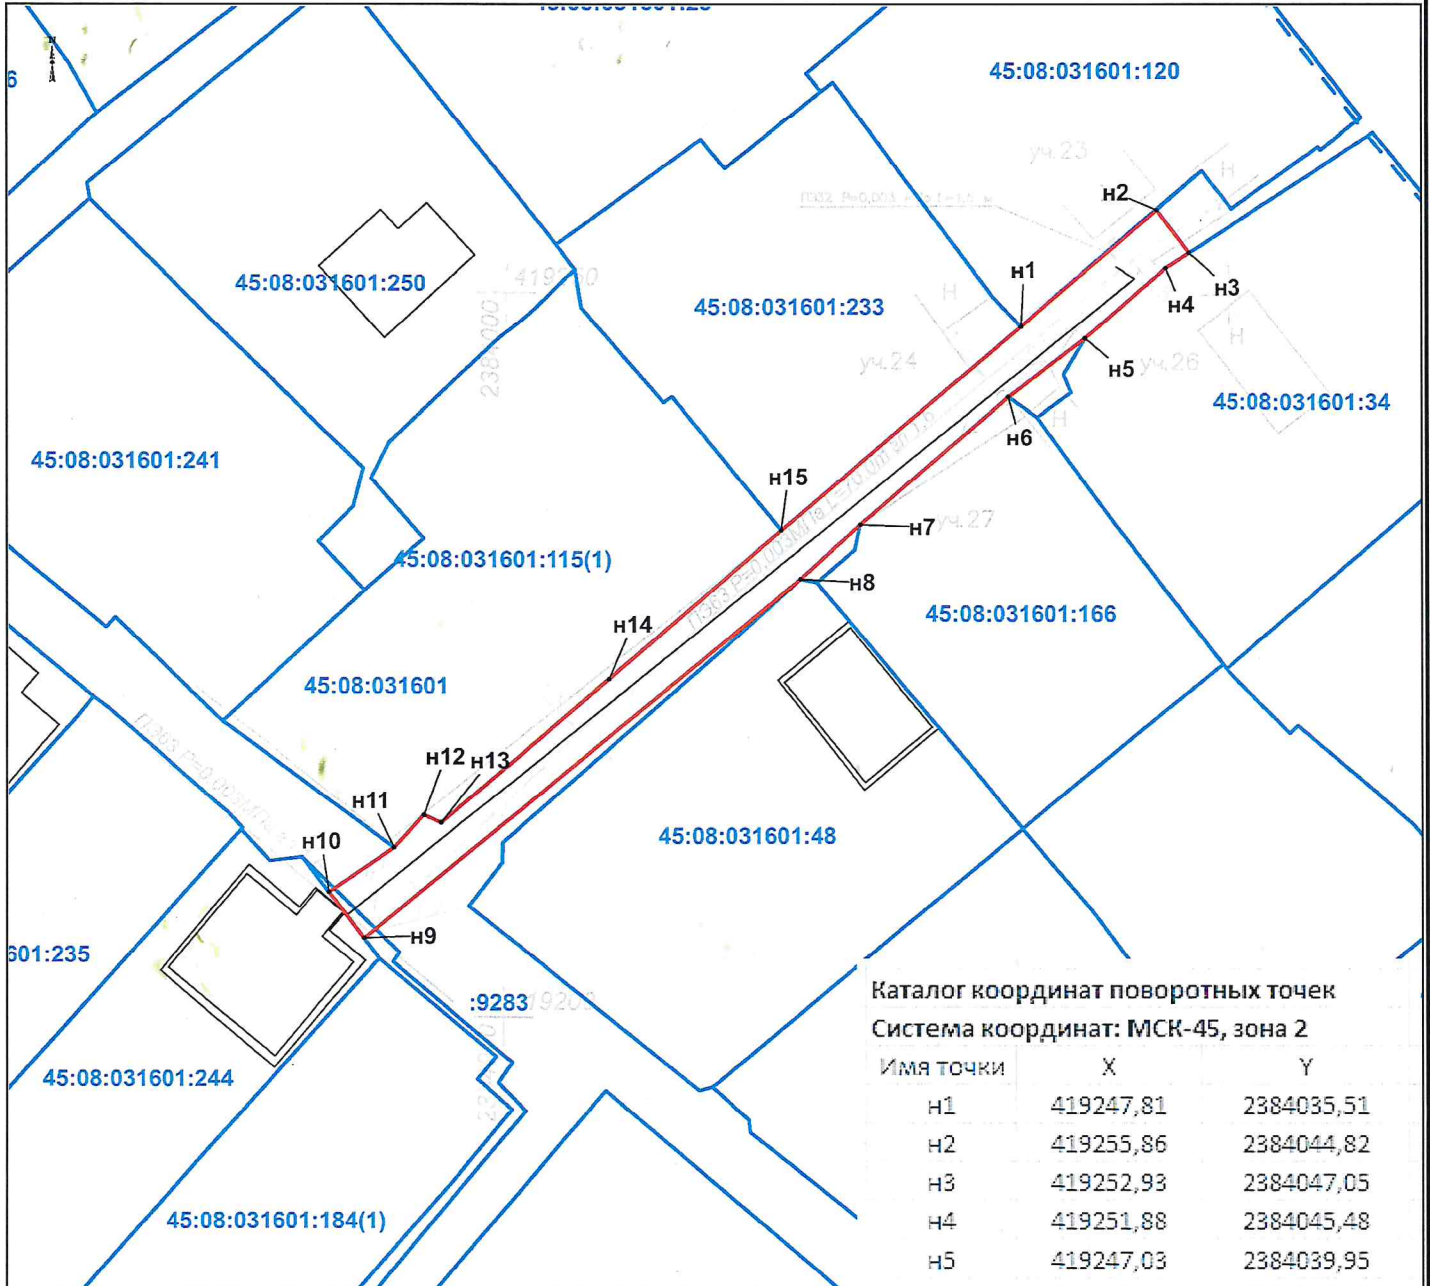 45:08:031601:120
уч.23
н2
Н
45:08:031601:250
419250
2384000
45:08:031601:233
н1
н3
н4
Н
Н
уч.24
н5
уч.26
45:08:031601:34
н6
Н
45:08:031601:241
н15
н7
уч.27
45:08:031601:115(1)
н8
45:08:031601:166
н14
45:08:031601
н12
н13
н11
н10
45:08:031601:48
н9
601:235
:9283
419200
45:08:031601:244
45:08:031601:184(1)
Каталог координат поворотных точек
Система координат: МСК-45, зона 2
Имя точки X Y
н1 419247,81 2384035,51
н2 419255,86 2384044,82
н3 419252,93 2384047,05
н4 419251,88 2384045,48
н5 419247,03 2384039,95